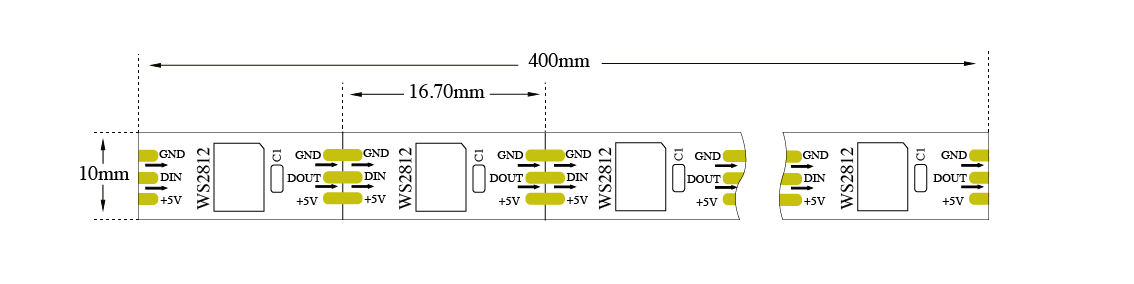 400mm
16.70mm
10mm
GND
DIN
+5V
WS2812
C1
GND
DOUT
+5V
GND
DIN
+5V
WS2812
C1
GND
DOUT
+5V
GND
DIN
+5V
WS2812
C1
GND
DOUT
+5V
GND
DIN
+5V
WS2812
C1
GND
DOUT
+5V